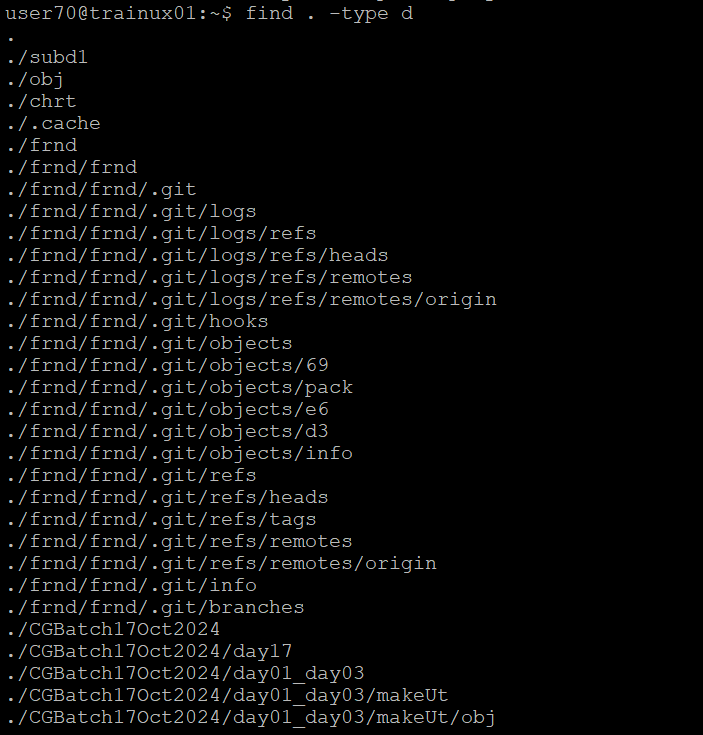 user70@trainux01:~$ find . -type d
.
./subd1
./obj
./chrt
./.cache
./frnd
./frnd/frnd
./frnd/frnd/.git
./frnd/frnd/.git/logs
./frnd/frnd/.git/logs/refs
./frnd/frnd/.git/logs/refs/heads
./frnd/frnd/.git/logs/refs/remotes
./frnd/frnd/.git/logs/refs/remotes/origin
./frnd/frnd/.git/hooks
./frnd/frnd/.git/objects
./frnd/frnd/.git/objects/69
./frnd/frnd/.git/objects/pack
./frnd/frnd/.git/objects/e6
./frnd/frnd/.git/objects/d3
./frnd/frnd/.git/objects/info
./frnd/frnd/.git/refs
./frnd/frnd/.git/refs/heads
./frnd/frnd/.git/refs/tags
./frnd/frnd/.git/refs/remotes
./frnd/frnd/.git/refs/remotes/origin
./frnd/frnd/.git/info
./frnd/frnd/.git/branches
./CGBatch17Oct2024
./CGBatch17Oct2024/day17
./CGBatch17Oct2024/day01_day03
./CGBatch17Oct2024/day01_day03/makeUt
./CGBatch17Oct2024/day01_day03/makeUt/obj